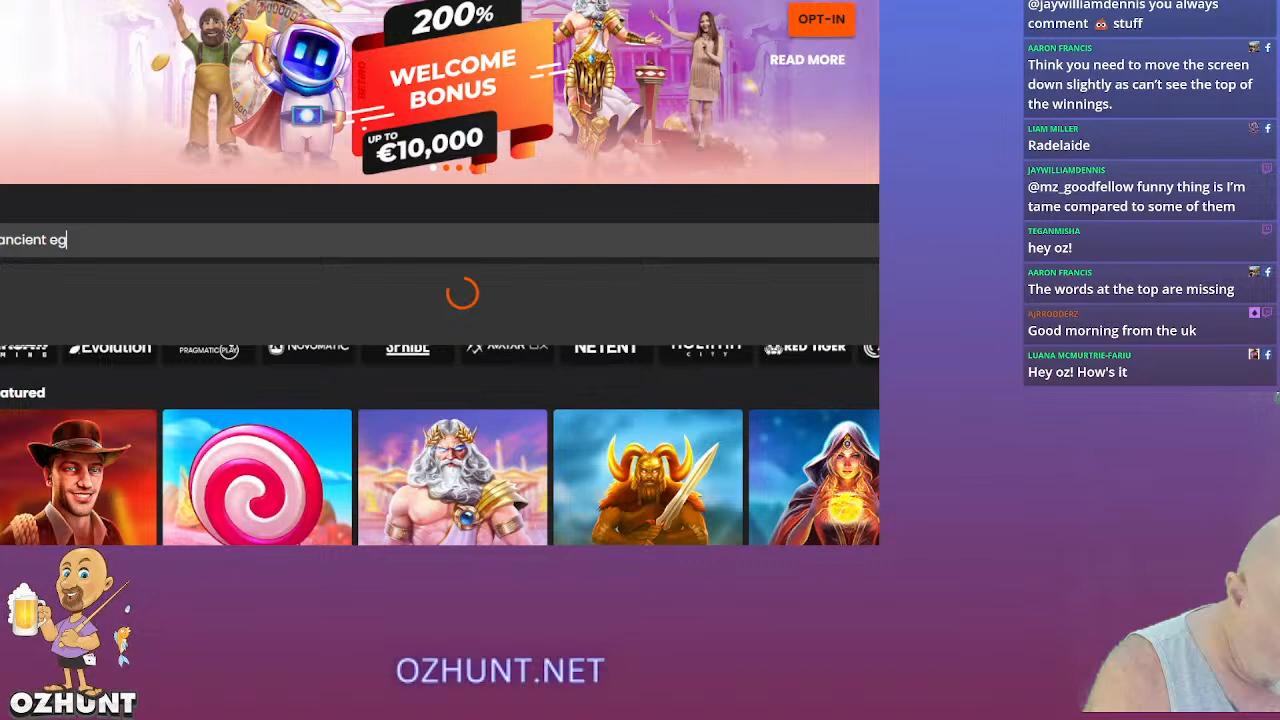 200%
WELCOME
BONUS
UP TO
€10,000
OPT-IN
READ MORE
ancient eg
Evolution
PRAGMATIC PLAY
NOVOMATIC
NETENT
CITY
RED TIGER
atured
OZHUNT
OZHUNT.NET
@jaywilliamdennis you always
comment 💩 stuff
AARON FRANCIS
Think you need to move the screen
down slightly as can't see the top of
the winnings.
LIAM MILLER
Radelaide
JAYWILLIAMDENNIS
@mz_goodfellow funny thing is I'm
tame compared to some of them
TEGANMISHA
hey oz!
AARON FRANCIS
The words at the top are missing
AJRRODDERZ
Good morning from the uk
LUANA MCMURTRIE-FARIU
Hey oz! How's it